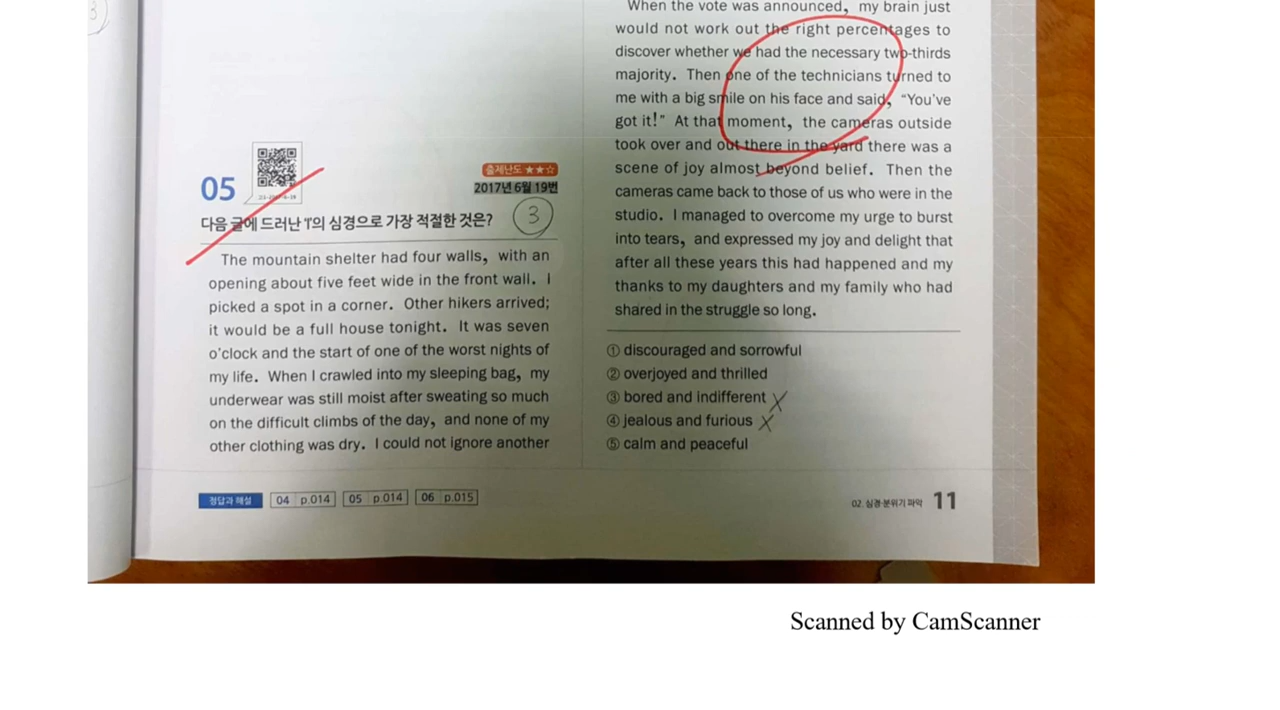 출제난도 ★★☆
05
2017년 6월 19번
다음 글에 드러난 'I'의 심경으로 가장 적절한 것은?
3
The mountain shelter had four walls, with an
opening about five feet wide in the front wall. I
picked a spot in a corner. Other hikers arrived;
it would be a full house tonight. It was seven
o'clock and the start of one of the worst nights of
my life. When I crawled into my sleeping bag, my
underwear was still moist after sweating so much
on the difficult climbs of the day, and none of my
other clothing was dry. I could not ignore another
When the vote was announced, my brain just
would not work out the right percentages to
discover whether we had the necessary two-thirds
majority. Then one of the technicians turned to
me with a big smile on his face and said, “You've
got it!” At that moment, the cameras outside
took over and out there in the yard there was a
scene of joy almost beyond belief. Then the
cameras came back to those of us who were in the
studio. I managed to overcome my urge to burst
into tears, and expressed my joy and delight that
after all these years this had happened and my
thanks to my daughters and my family who had
shared in the struggle so long.
① discouraged and sorrowful
② overjoyed and thrilled
③ bored and indifferent X
④ jealous and furious X
⑤ calm and peaceful
정답과 해설 04 p.014 05 p.014 06 p.015
02. 심경·분위기 파악 11
Scanned by CamScanner